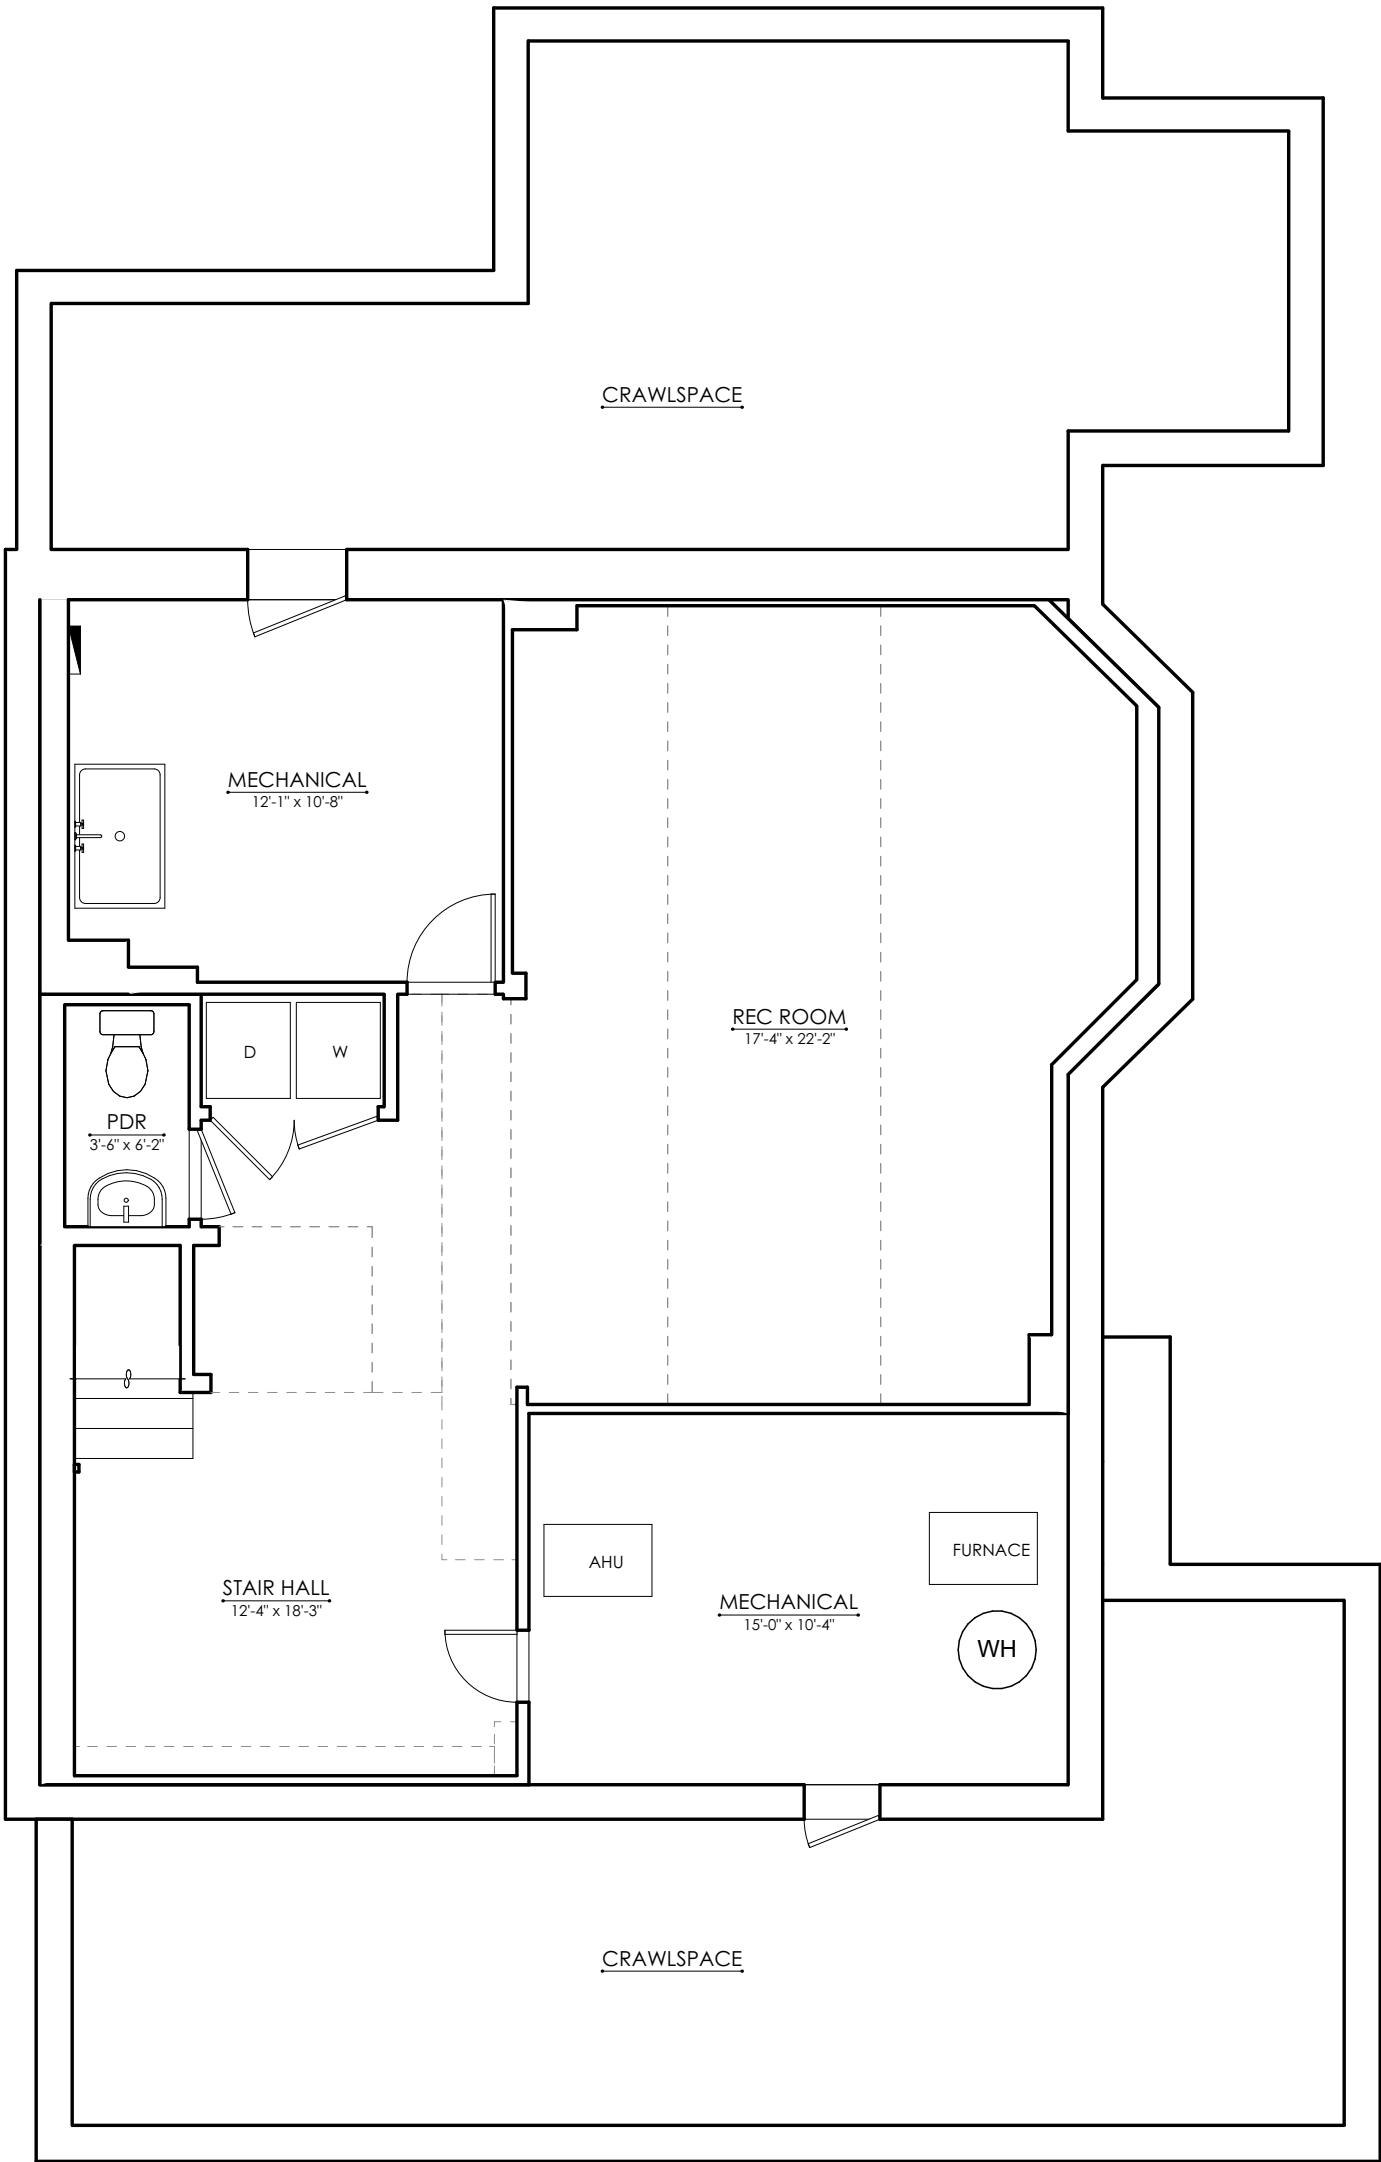 CRAWLSPACE
MECHANICAL
12'-1" x 10'-8"
REC ROOM
17'-4" x 22'-2"
D
W
PDR
3'-6" x 6'-2"
AHU
FURNACE
STAIR HALL
12'-4" x 18'-3"
MECHANICAL
15'-0" x 10'-4"
WH
CRAWLSPACE